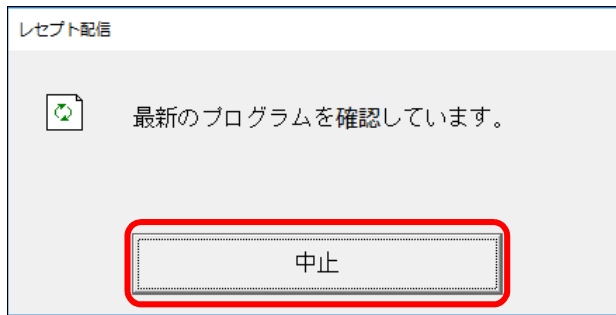 レセプト配信
最新のプログラムを確認しています。
中止